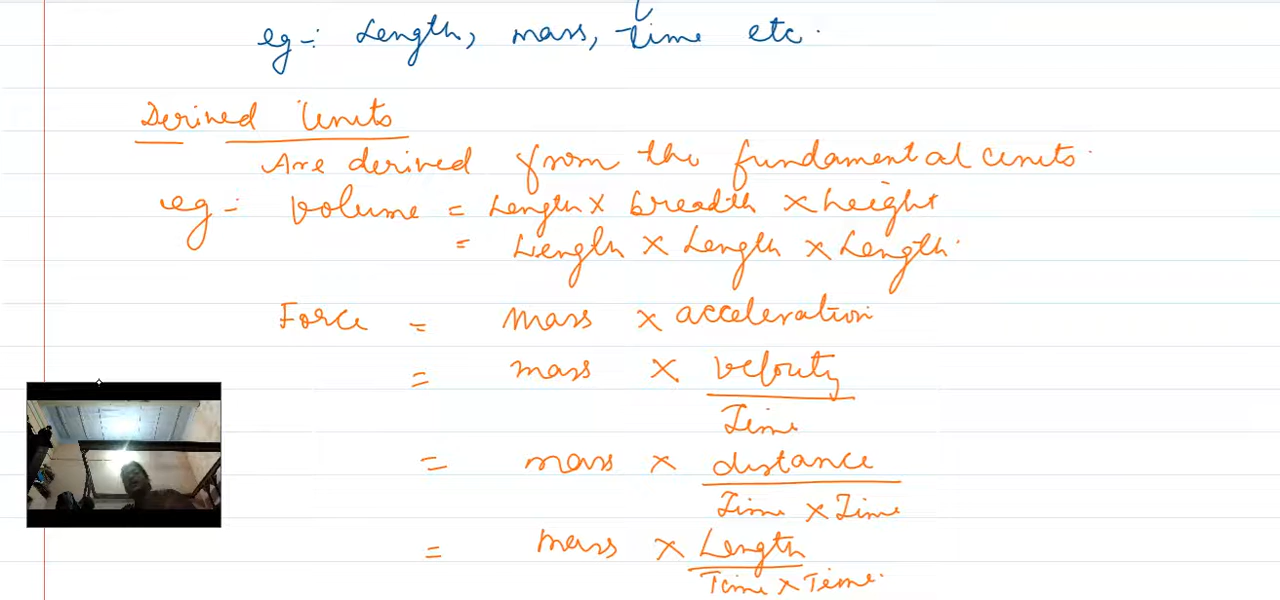 eg-: Length, mass, time etc.
Derived Units
Are derived from the fundamental units.
eg- Volume = Length × breadth × height
= Length × Length × Length.
Force = mass × acceleration
= mass × velocity
Time
= mass × distance
Time × Time
= mass × Length
Time × Time.